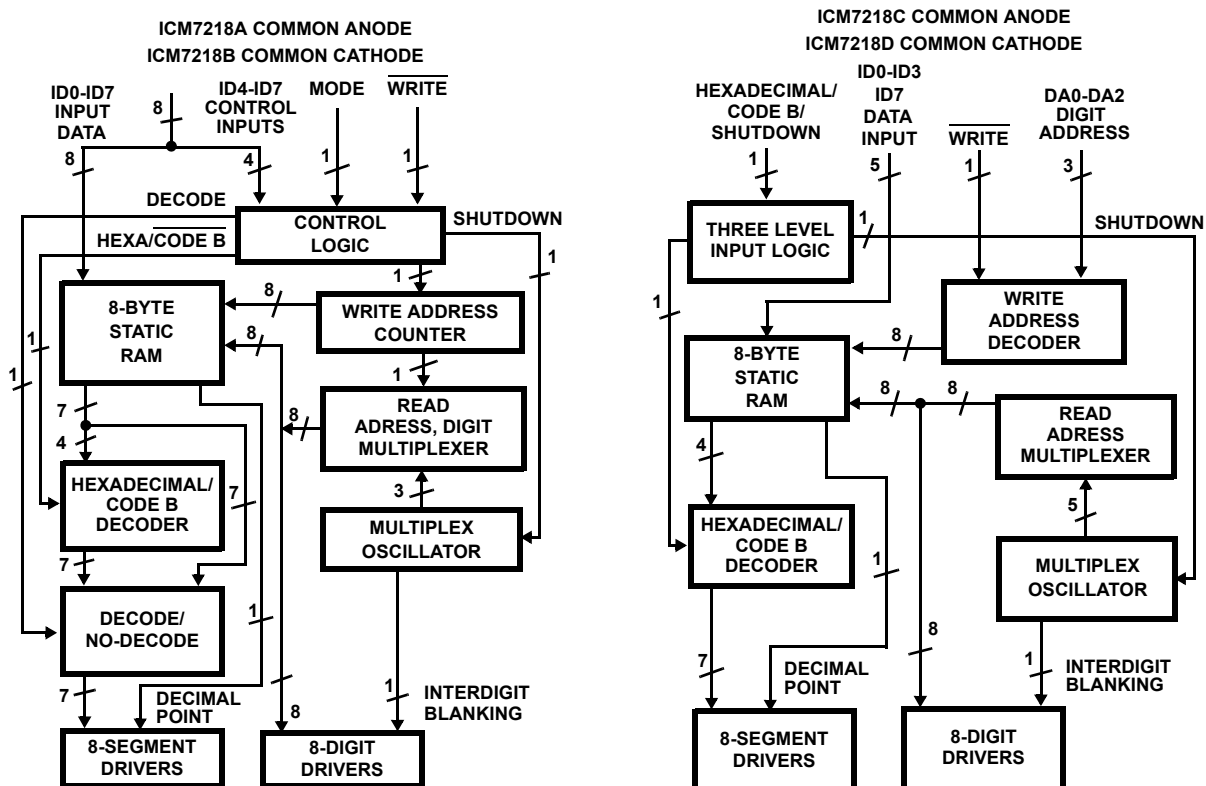 ICM7218A COMMON ANODE
ICM7218B COMMON CATHODE
ID0-ID7
INPUT
DATA
8
ID4-ID7
CONTROL
INPUTS
MODE
WRITE
8
4
1
1
DECODE
HEXA/CODE B
CONTROL
LOGIC
SHUTDOWN
1
1
8-BYTE
STATIC
RAM
8
WRITE ADDRESS
COUNTER
8
1
1
1
7
4
READ
ADRESS, DIGIT
MULTIPLEXER
8
3
HEXADECIMAL/
CODE B
DECODER
7
MULTIPLEX
OSCILLATOR
7
DECODE/
NO-DECODE
1
7
DECIMAL
POINT
8
1
INTERDIGIT
BLANKING
8-SEGMENT
DRIVERS
8-DIGIT
DRIVERS
ICM7218C COMMON ANODE
ICM7218D COMMON CATHODE
HEXADECIMAL/
CODE B/
SHUTDOWN
ID0-ID3
ID7
DATA
INPUT
WRITE
DA0-DA2
DIGIT
ADDRESS
1
5
1
3
THREE LEVEL
INPUT LOGIC
1
SHUTDOWN
1
WRITE
ADDRESS
DECODER
8
8-BYTE
STATIC
RAM
8
8
READ
ADRESS
MULTIPLEXER
4
5
HEXADECIMAL/
CODE B
DECODER
1
MULTIPLEX
OSCILLATOR
7
DECIMAL
POINT
8
1
INTERDIGIT
BLANKING
8-SEGMENT
DRIVERS
8-DIGIT
DRIVERS